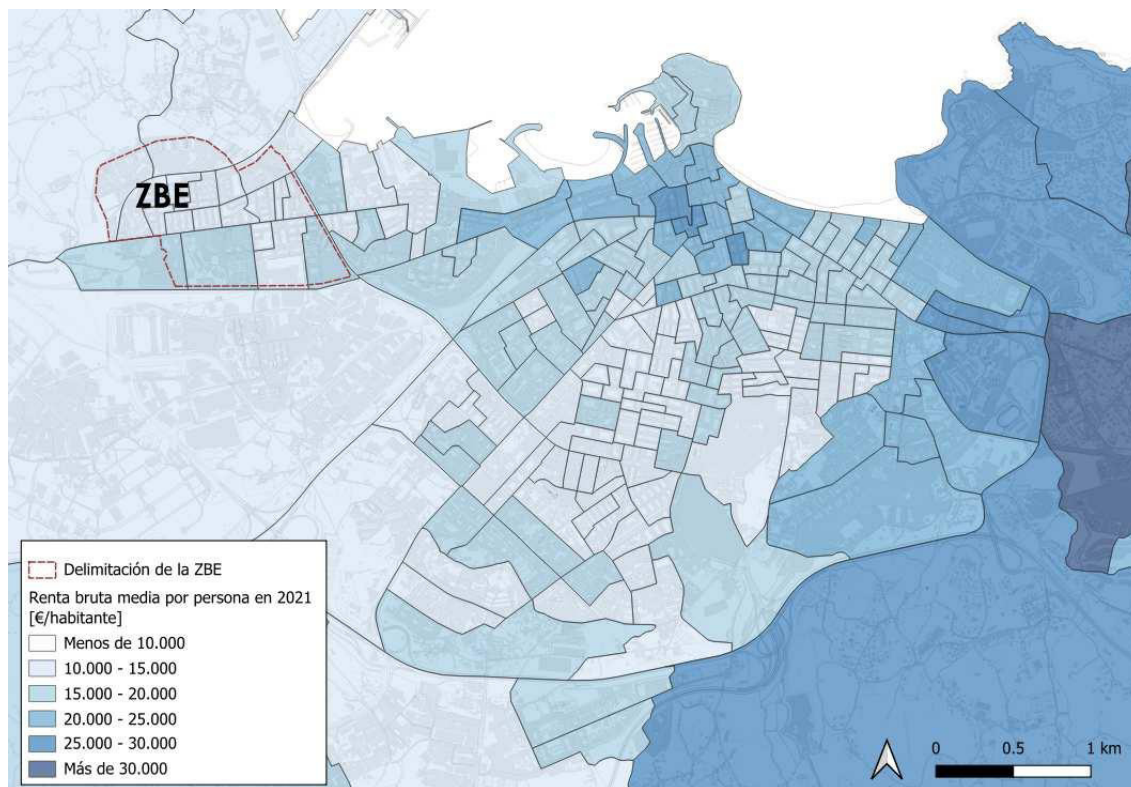 ZBE
Delimitación de la ZBE
Renta bruta media por persona en 2021
[€/habitante]
Menos de 10.000
10.000 - 15.000
15.000 - 20.000
20.000 - 25.000
25.000 - 30.000
Más de 30.000
0 0.5 1 km